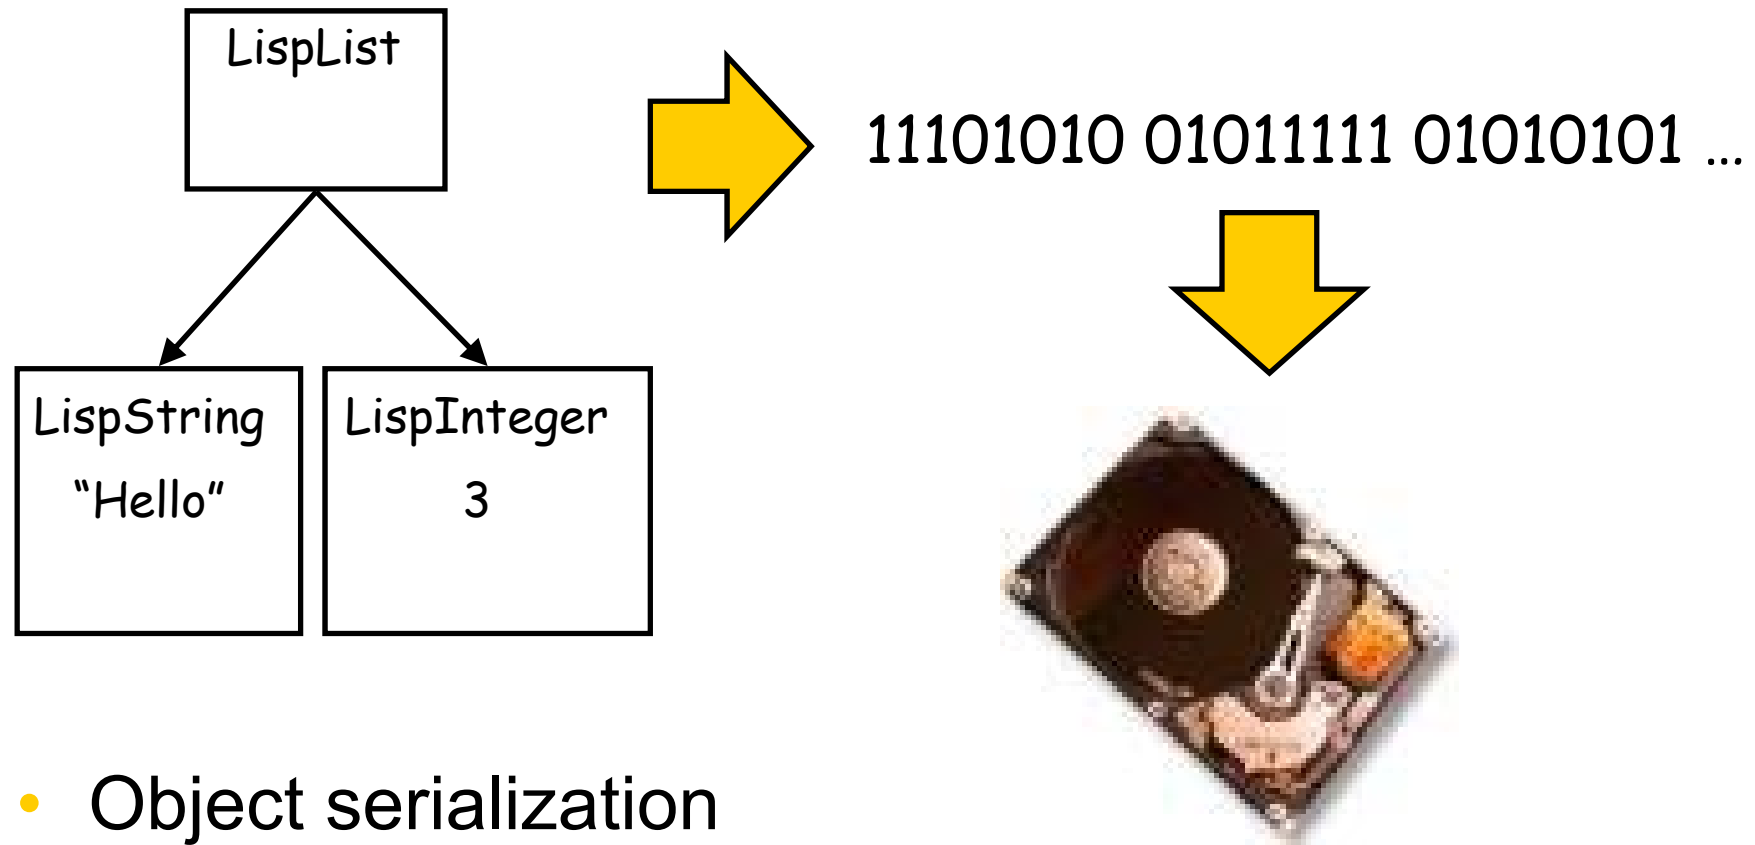 LispList
11101010 01011111 01010101 ...
LispString
“Hello”
LispInteger
3
• Object serialization